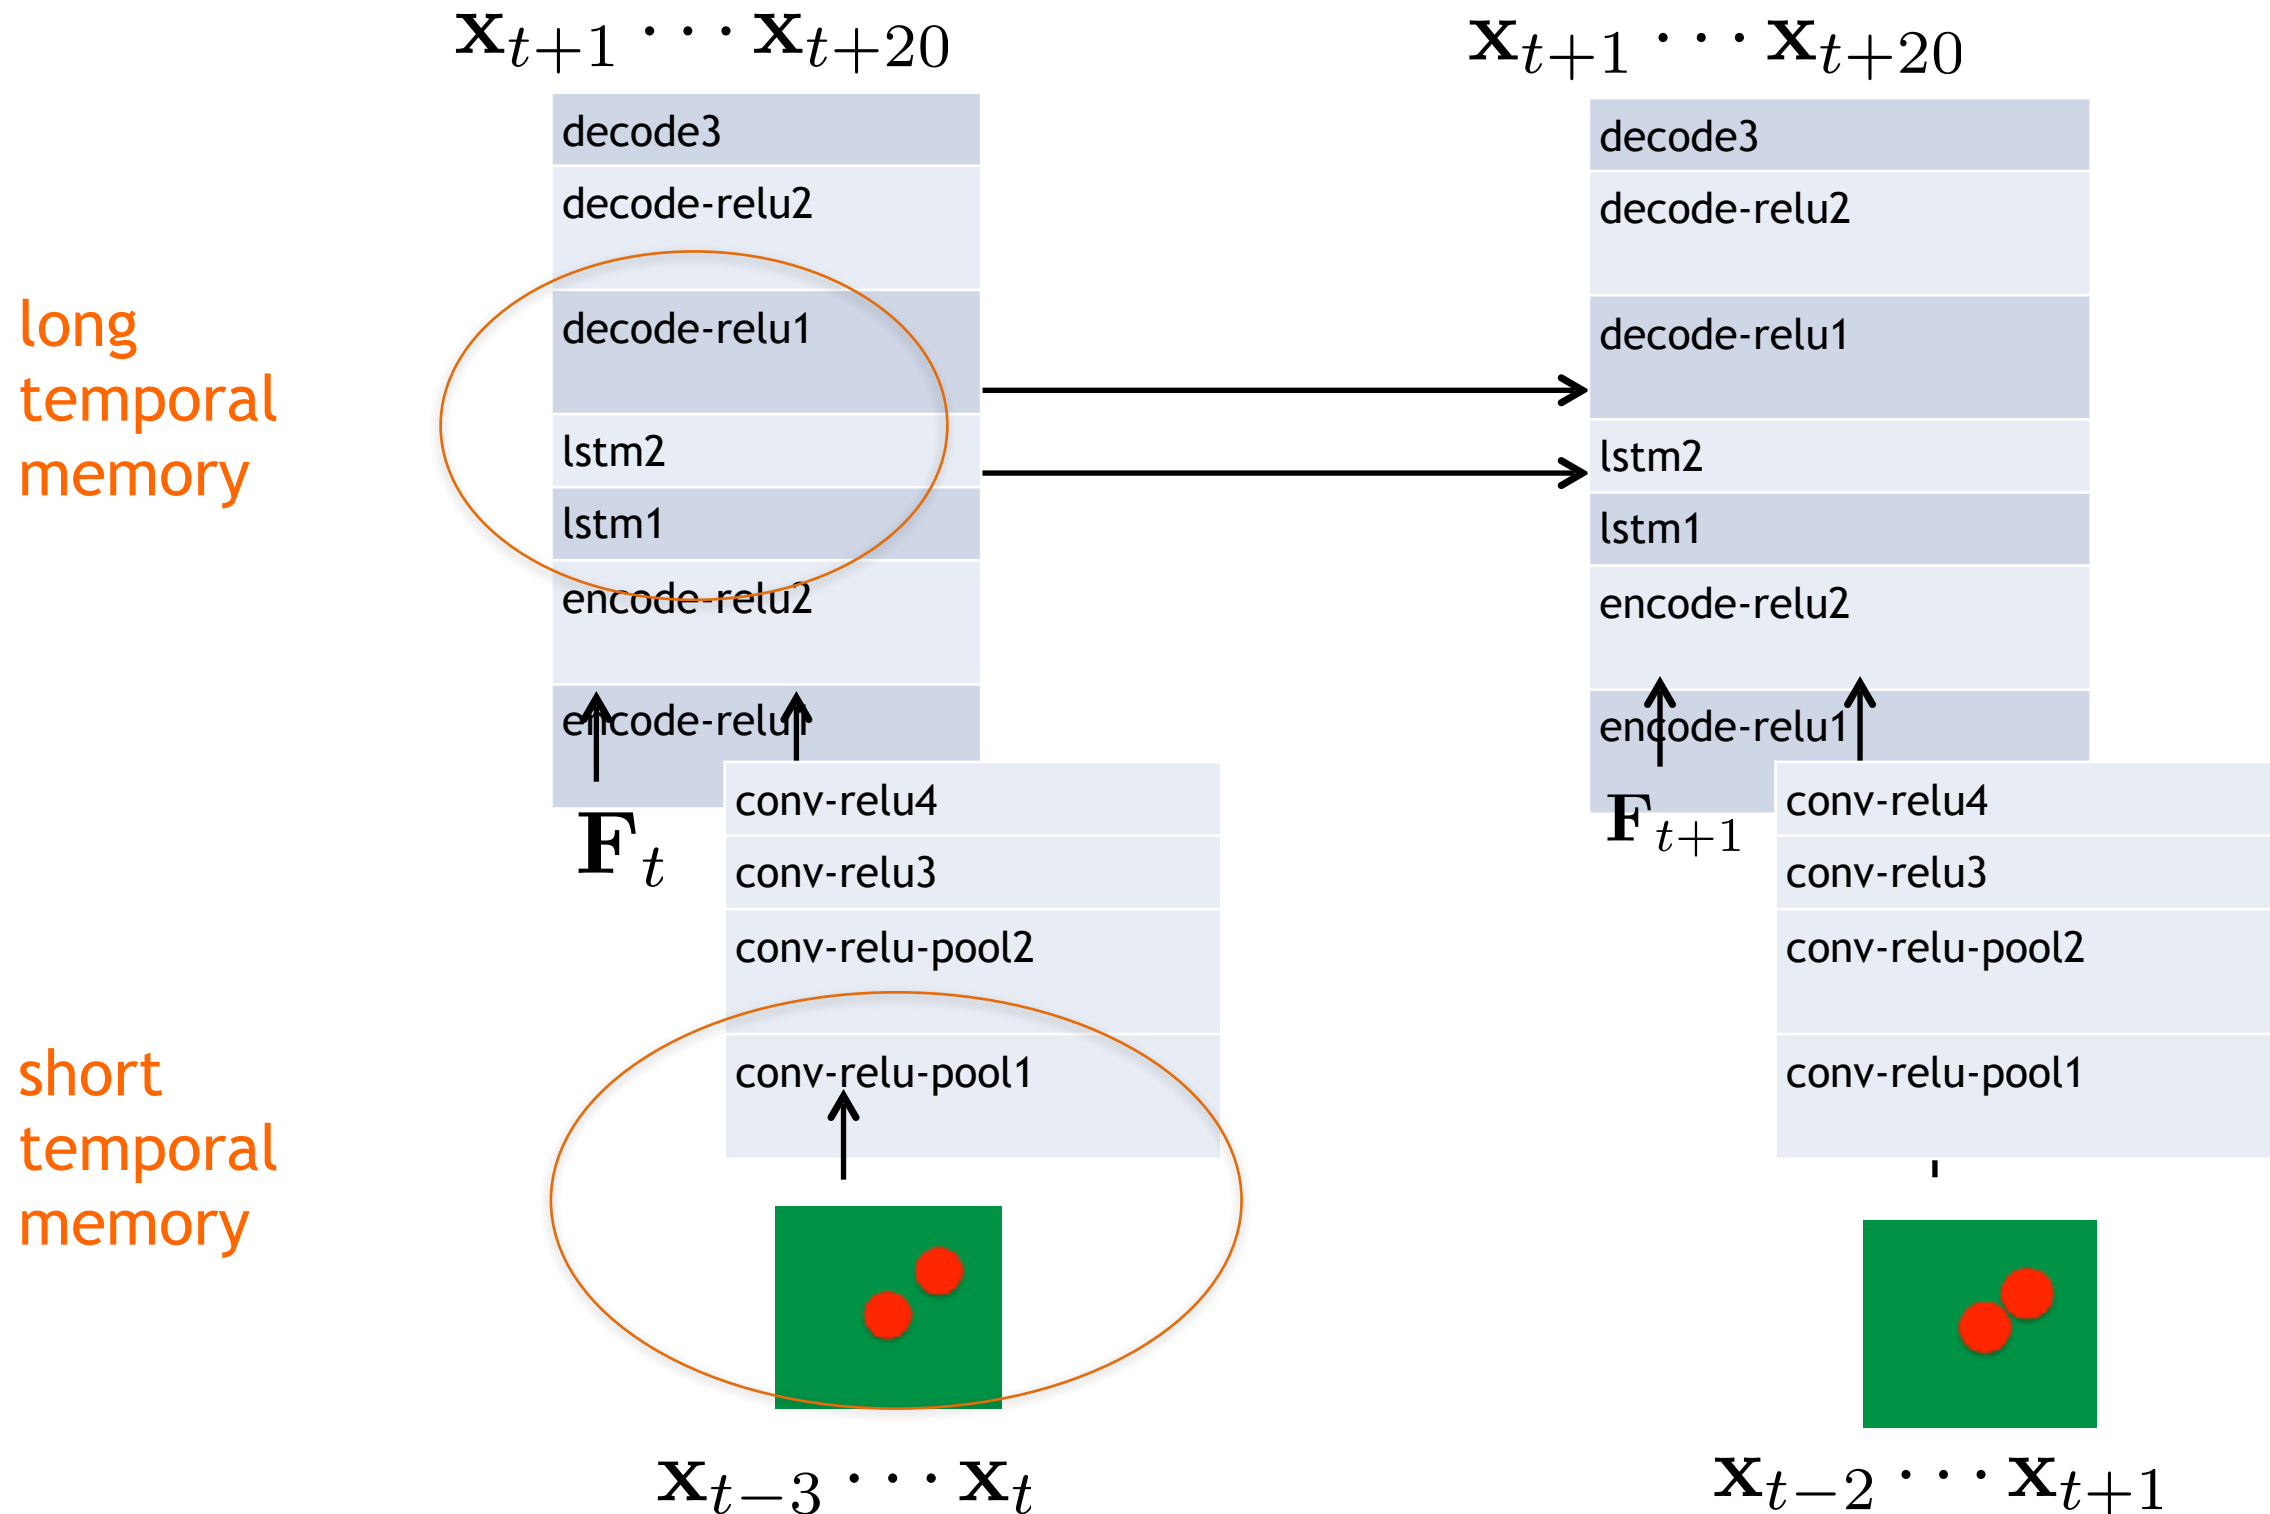 x_{t+1} ··· x_{t+20}
decode3
decode-relu2
decode-relu1
lstm2
lstm1
encode-relu2
encode-relu1
F_t
conv-relu4
conv-relu3
conv-relu-pool2
conv-relu-pool1
x_{t−3} ··· x_t
long
temporal
memory
short
temporal
memory
x_{t+1} ··· x_{t+20}
decode3
decode-relu2
decode-relu1
lstm2
lstm1
encode-relu2
encode-relu1
F_{t+1}
conv-relu4
conv-relu3
conv-relu-pool2
conv-relu-pool1
x_{t−2} ··· x_{t+1}